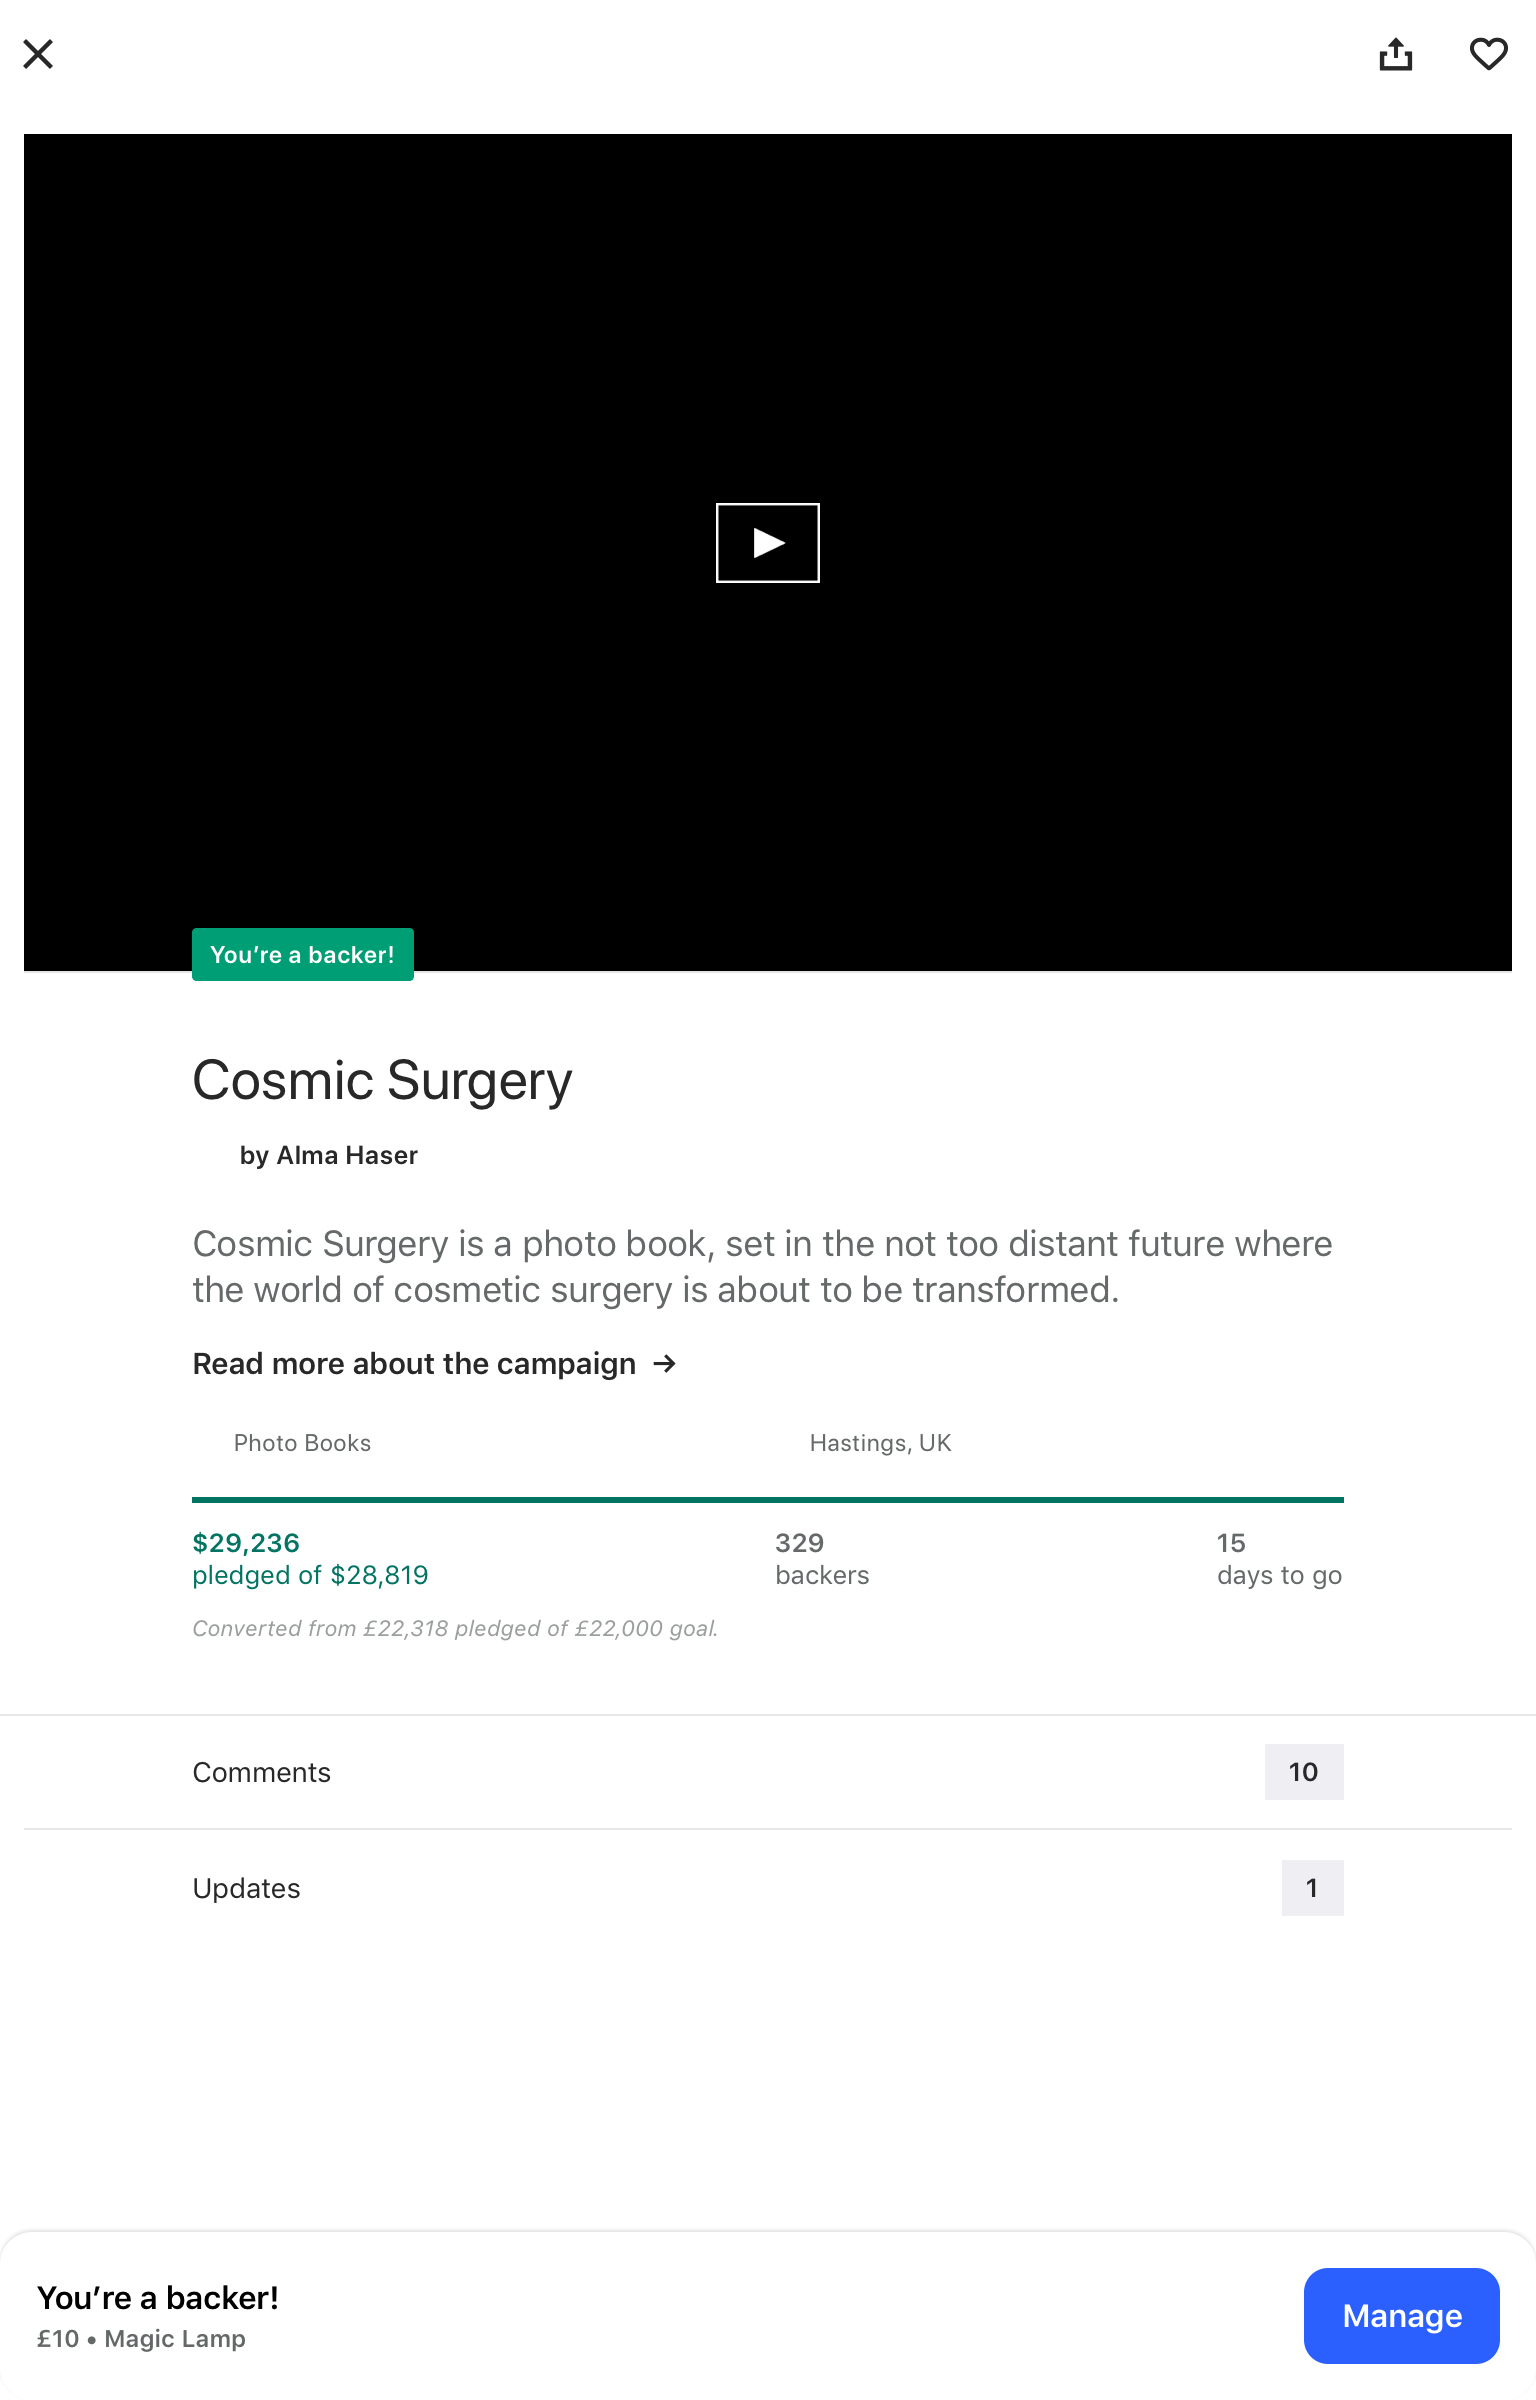 You’re a backer!
Cosmic Surgery
by Alma Haser
Cosmic Surgery is a photo book, set in the not too distant future where
the world of cosmetic surgery is about to be transformed.
Read more about the campaign →
Photo Books
Hastings, UK
$29,236
pledged of $28,819
329
backers
15
days to go
Converted from £22,318 pledged of £22,000 goal.
Comments
10
Updates
1
You’re a backer!
£10 • Magic Lamp
Manage